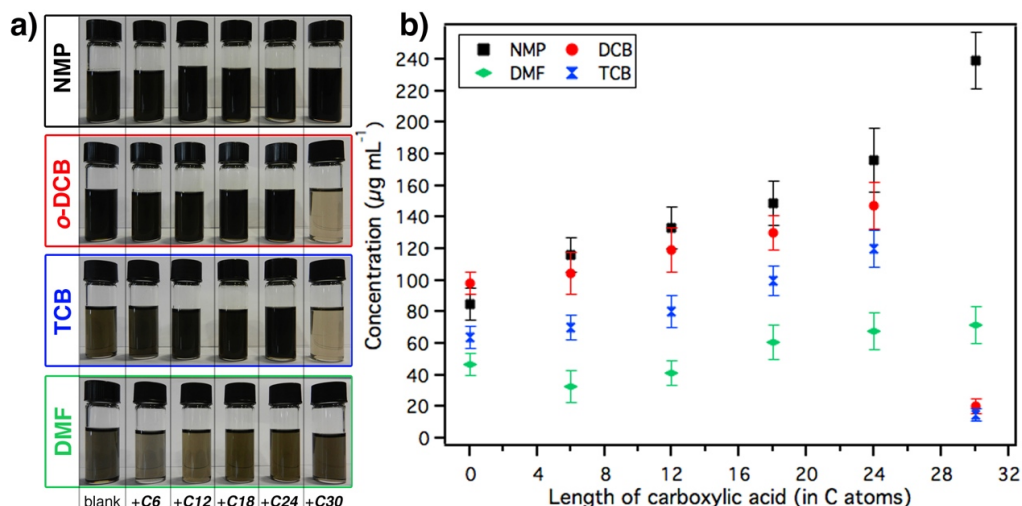 a)
NMP
o-DCB
TCB
DMF
blank +C6 +C12 +C18 +C24 +C30
b)
NMP DCB
DMF TCB
Concentration (µg mL⁻¹)
240
220
200
180
160
140
120
100
80
60
40
20
0
0 4 8 12 16 20 24 28 32
Length of carboxylic acid (in C atoms)